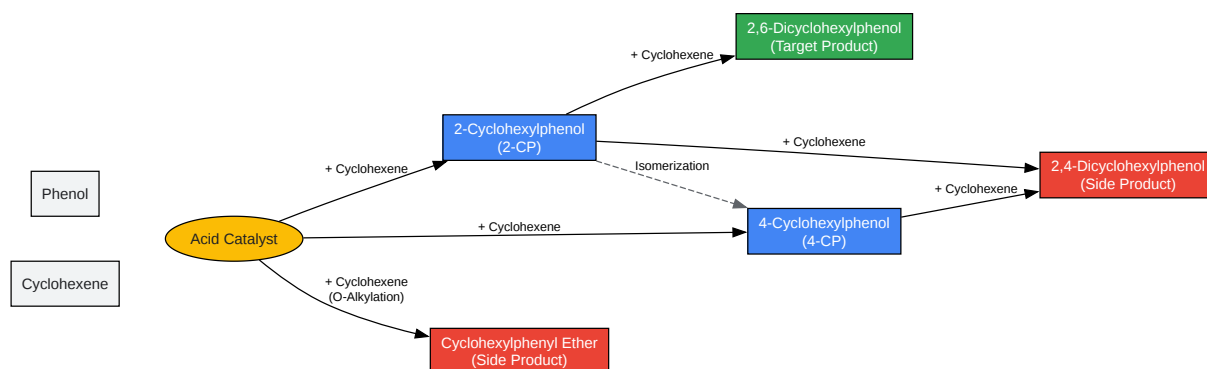 2,6-Dicyclohexylphenol
(Target Product)
+ Cyclohexene
2-Cyclohexylphenol
(2-CP)
+ Cyclohexene
Isomerization
2,4-Dicyclohexylphenol
(Side Product)
+ Cyclohexene
+ Cyclohexene
Phenol
4-Cyclohexylphenol
(4-CP)
+ Cyclohexene
Acid Catalyst
Cyclohexene
+ Cyclohexene
(O-Alkylation)
Cyclohexylphenyl Ether
(Side Product)